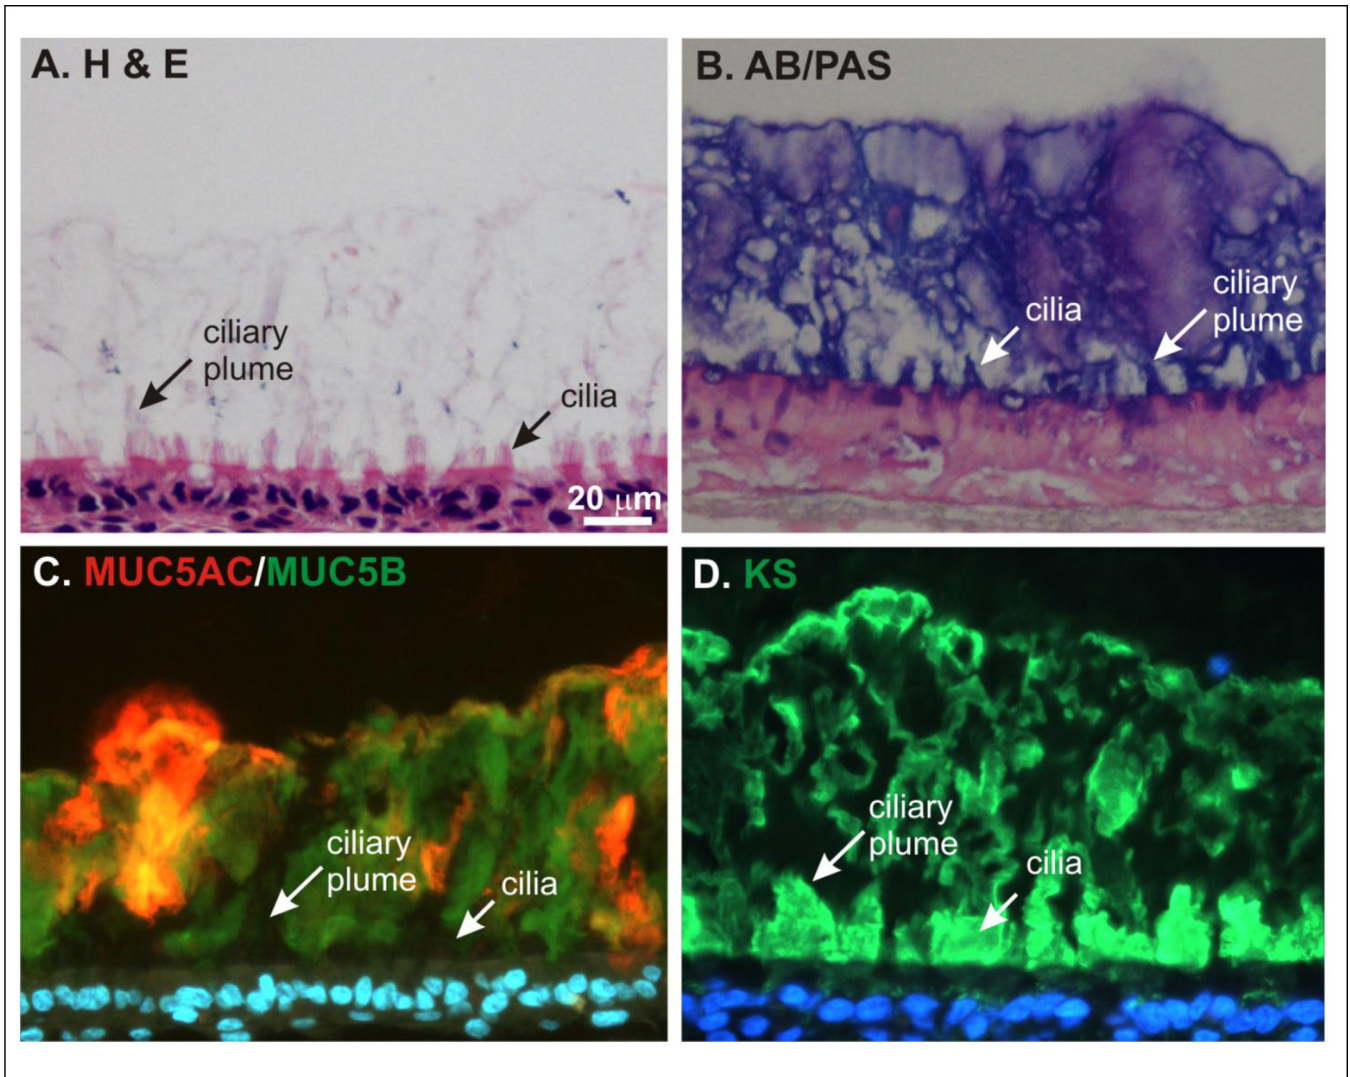 A. H & E
ciliary
plume
cilia
20 μm
B. AB/PAS
cilia
ciliary
plume
C. MUC5AC/MUC5B
ciliary
plume
cilia
D. KS
ciliary
plume
cilia